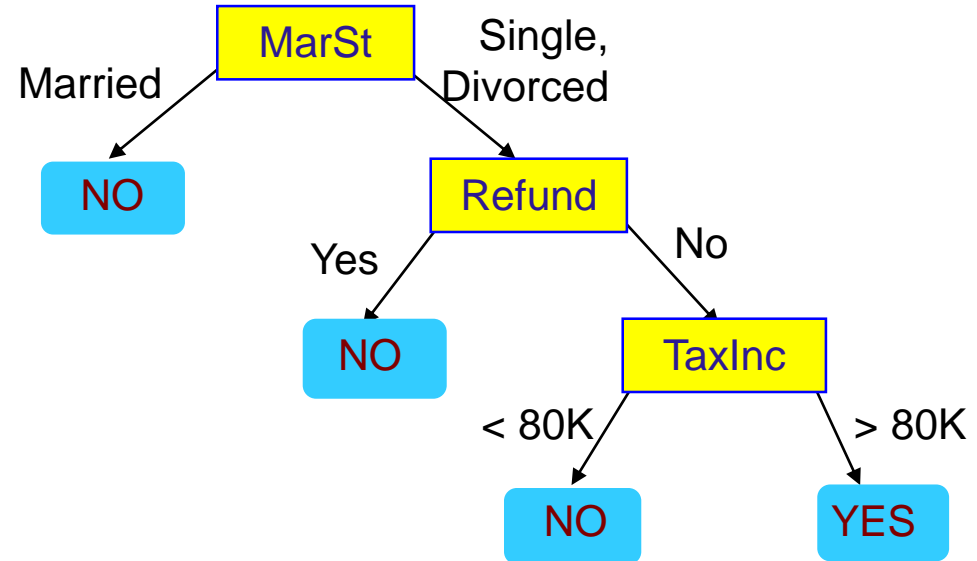 MarSt
Single,
Divorced
Married
NO
Refund
Yes
No
NO
TaxInc
< 80K
> 80K
NO
YES